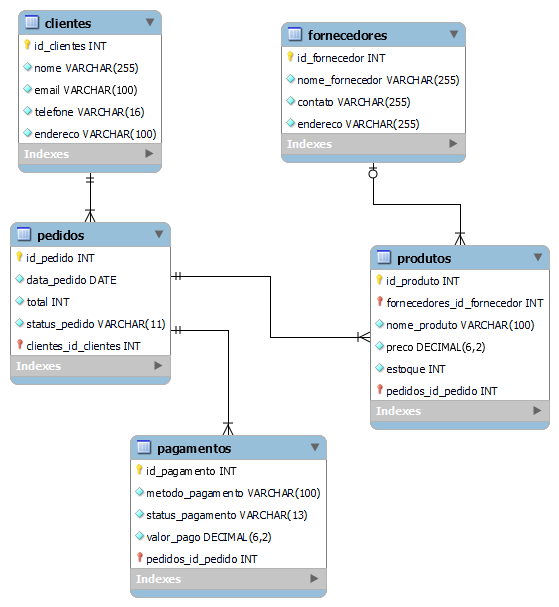 clientes
id_clientes INT
nome VARCHAR(255)
email VARCHAR(100)
telefone VARCHAR(16)
endereco VARCHAR(100)
Indexes
fornecedores
id_fornecedor INT
nome_fornecedor VARCHAR(255)
contato VARCHAR(255)
endereco VARCHAR(255)
Indexes
pedidos
id_pedido INT
data_pedido DATE
total INT
status_pedido VARCHAR(11)
clientes_id_clientes INT
Indexes
produtos
id_produto INT
fornecedores_id_fornecedor INT
nome_produto VARCHAR(100)
preco DECIMAL(6,2)
estoque INT
pedidos_id_pedido INT
Indexes
pagamentos
id_pagamento INT
metodo_pagamento VARCHAR(100)
status_pagamento VARCHAR(13)
valor_pago DECIMAL(6,2)
pedidos_id_pedido INT
Indexes